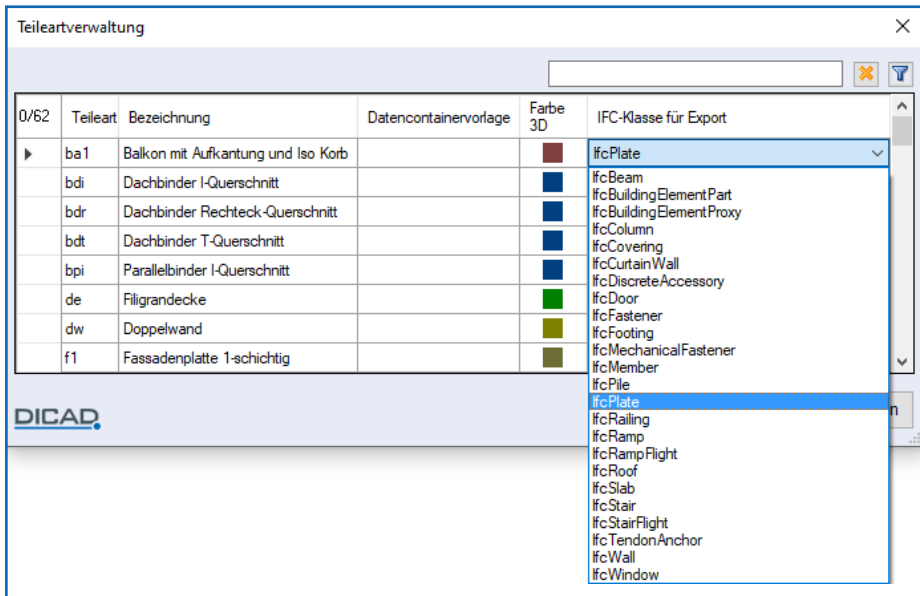 Teileartverwaltung
0/62 Teileart Bezeichnung Datencontainervorlage Farbe 3D IFC-Klasse für Export
ba1 Balkon mit Aufkantung und Iso Korb IfcPlate
bdi Dachbinder I-Querschnitt
bdr Dachbinder Rechteck-Querschnitt
bdt Dachbinder T-Querschnitt
bpi Parallelbinder I-Querschnitt
de Filigrandecke
dw Doppelwand
f1 Fassadenplatte 1-schichtig
IfcBeam
IfcBuildingElementPart
IfcBuildingElementProxy
IfcColumn
IfcCovering
IfcCurtainWall
IfcDiscreteAccessory
IfcDoor
IfcFastener
IfcFooting
IfcMechanicalFastener
IfcMember
IfcPile
IfcPlate
IfcRailing
IfcRamp
IfcRampFlight
IfcRoof
IfcSlab
IfcStair
IfcStairFlight
IfcTendonAnchor
IfcWall
IfcWindow
DICAD